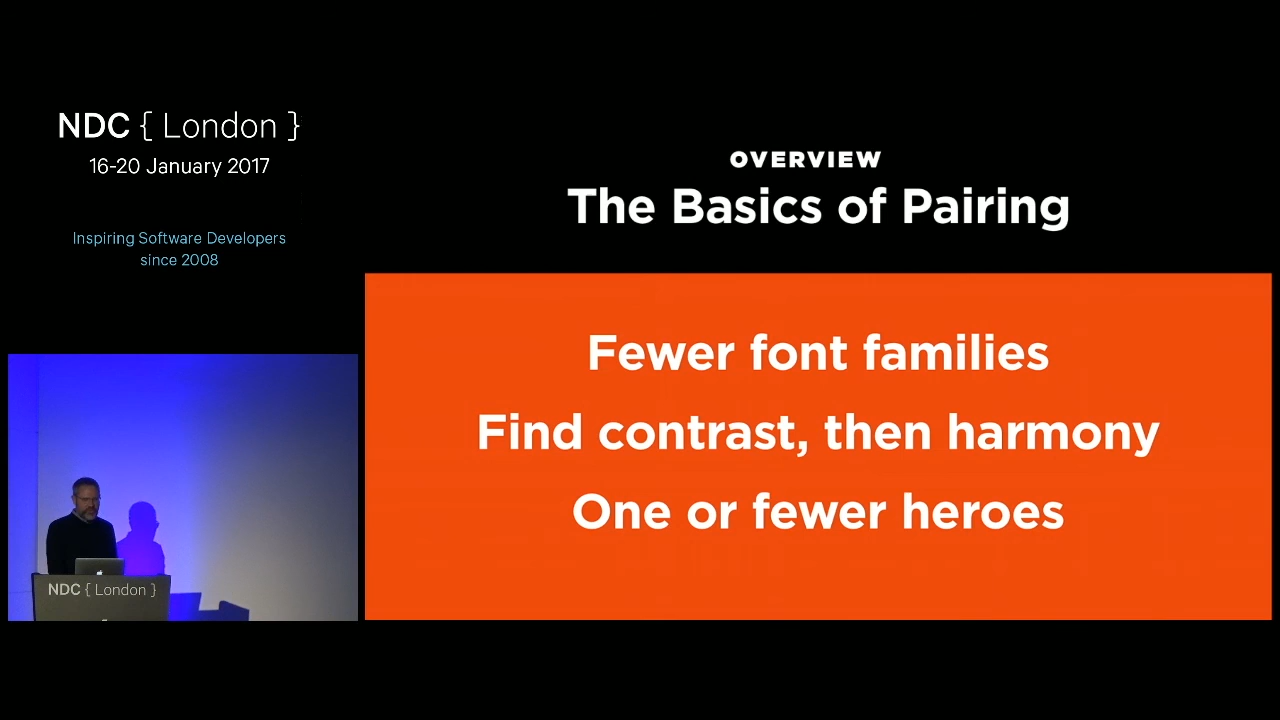 NDC { London }
16-20 January 2017
Inspiring Software Developers
since 2008
OVERVIEW
The Basics of Pairing
Fewer font families
Find contrast, then harmony
One or fewer heroes
NDC { London }